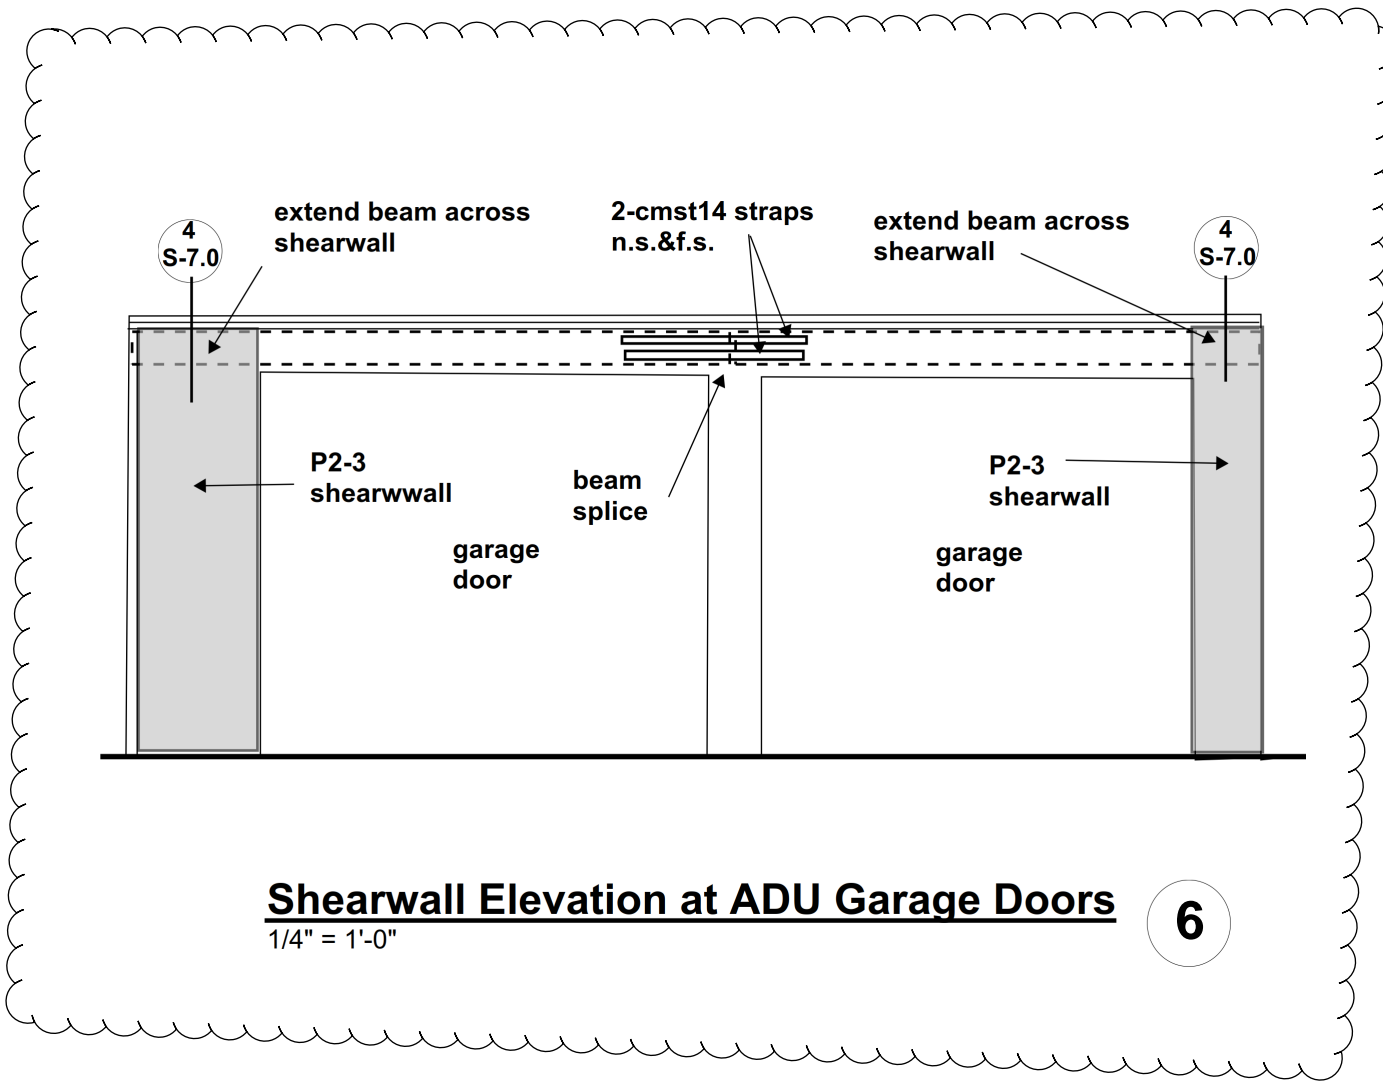 4
S-7.0
extend beam across
shearwall
2-cmst14 straps
n.s.&f.s.
extend beam across
shearwall
4
S-7.0
P2-3
shearwwall
beam
splice
P2-3
shearwall
garage
door
garage
door
Shearwall Elevation at ADU Garage Doors
1/4" = 1'-0"
6